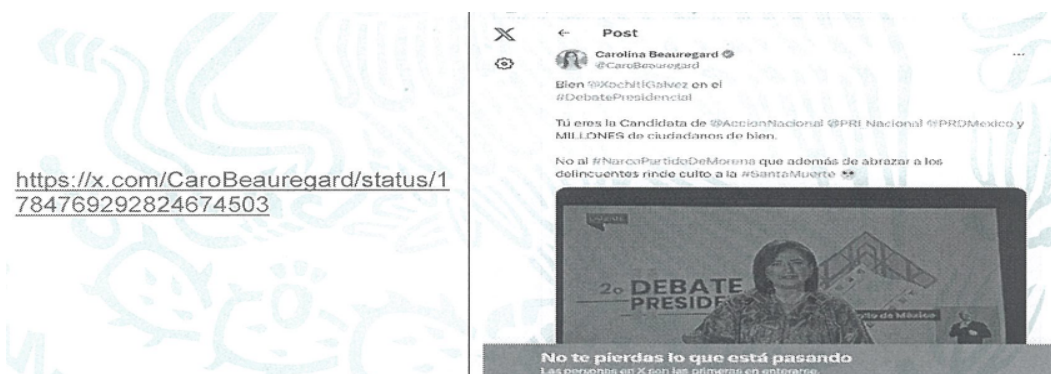 https://x.com/CaroBeauregard/status/1
784769292824674503
Post
Carolina Beauregard
@CaroBeauregard
Bien @XochitlGalvez en el
#DebatePresidencial
Tú eres la Candidata de @AccionNacional @PRI_Nacional @PRDMexico y
MILLONES de ciudadanos de bien.
No al #NarcoPartidoDeMorena que además de abrazar a los
delincuentes rinde culto a la #SantaMuerte
2o DEBATE
PRESIDE
de México
No te pierdas lo que está pasando
Las personas en X son las primeras en enterarse.